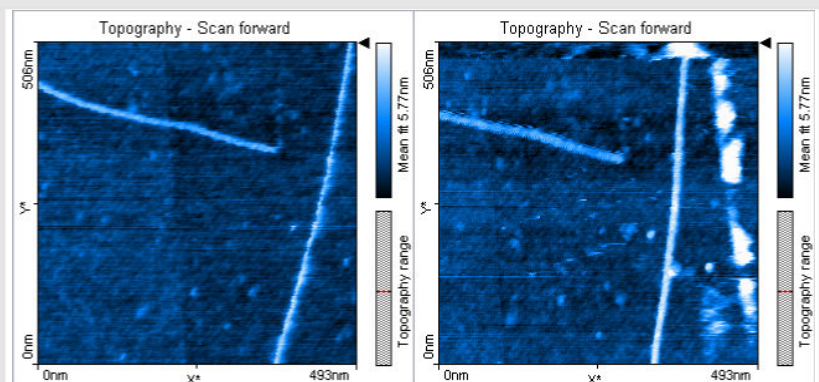 Topography - Scan forward
506nm
Y*
0nm
0nm
X*
493nm
Mean fit 5.77nm
Topography range
Topography - Scan forward
506nm
Y*
0nm
0nm
X*
493nm
Mean fit 5.77nm
Topography range